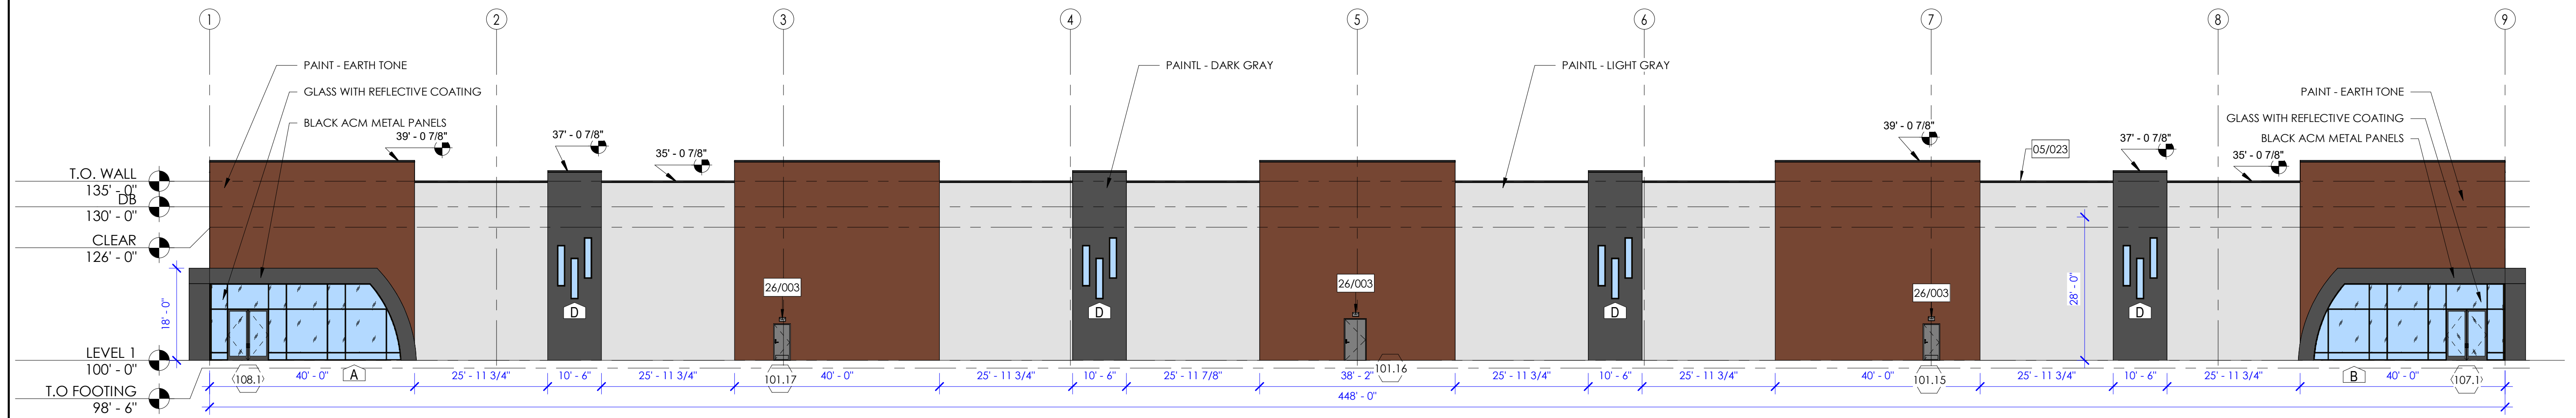 1 2 3 4 5 6 7 8 9
PAINT - EARTH TONE
PAINTL - DARK GRAY
PAINTL - LIGHT GRAY
PAINT - EARTH TONE
GLASS WITH REFLECTIVE COATING
GLASS WITH REFLECTIVE COATING
BLACK ACM METAL PANELS
BLACK ACM METAL PANELS
39' - 0 7/8"
37' - 0 7/8"
35' - 0 7/8"
39' - 0 7/8"
05/023
37' - 0 7/8"
35' - 0 7/8"
T.O. WALL
135' - 0"
DB
130' - 0"
CLEAR
126' - 0"
18' - 0"
26/003
26/003
26/003
28' - 0"
D
D
D
D
LEVEL 1
100' - 0"
108.1
40' - 0"
A
25' - 11 3/4"
10' - 6"
25' - 11 3/4"
101.17
40' - 0"
25' - 11 3/4"
10' - 6"
25' - 11 7/8"
38' - 2"
101.16
25' - 11 3/4"
10' - 6"
25' - 11 3/4"
40' - 0"
101.15
25' - 11 3/4"
10' - 6"
25' - 11 3/4"
B
40' - 0"
107.1
T.O FOOTING
98' - 6"
448' - 0"